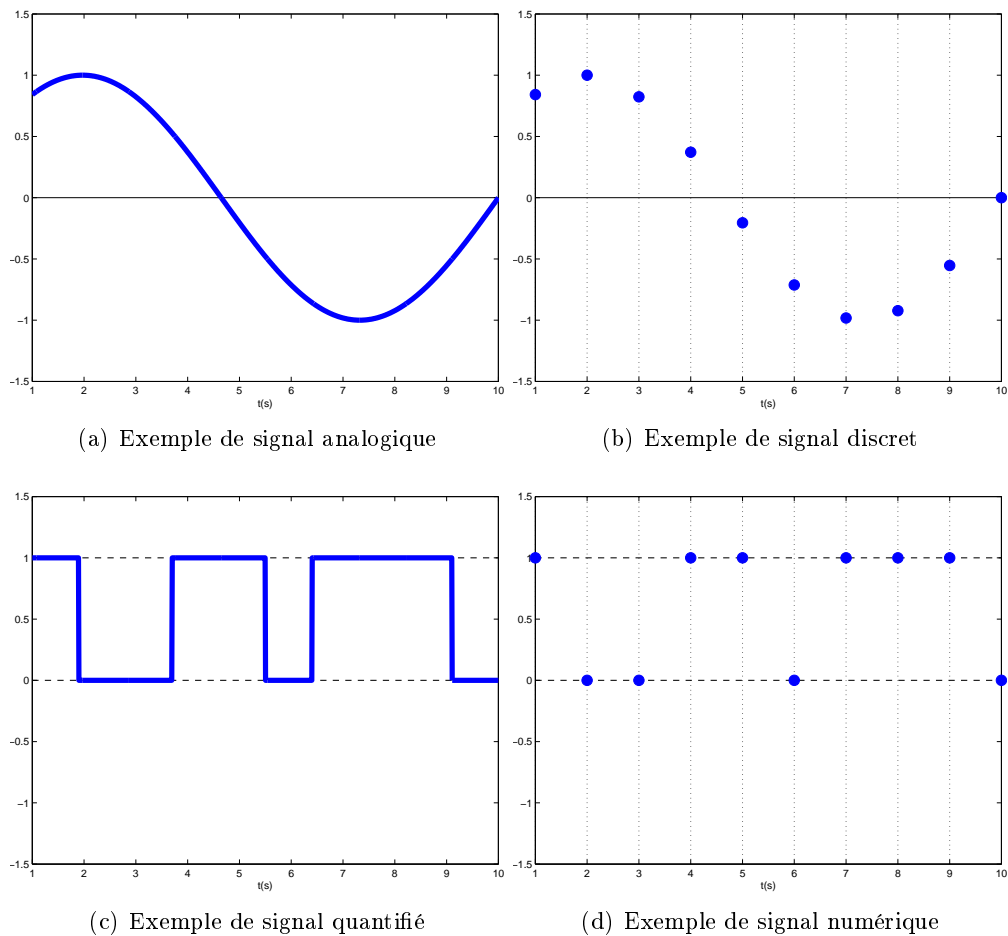 1.5
1
0.5
0
−0.5
−1
−1.5
1 2 3 4 5 6 7 8 9 10
t(s)
(a) Exemple de signal analogique
1.5
1
0.5
0
−0.5
−1
−1.5
1 2 3 4 5 6 7 8 9 10
t(s)
(b) Exemple de signal discret
1.5
1
0.5
0
−0.5
−1
−1.5
1 2 3 4 5 6 7 8 9 10
t(s)
(c) Exemple de signal quantifié
1.5
1
0.5
0
−0.5
−1
−1.5
1 2 3 4 5 6 7 8 9 10
t(s)
(d) Exemple de signal numérique